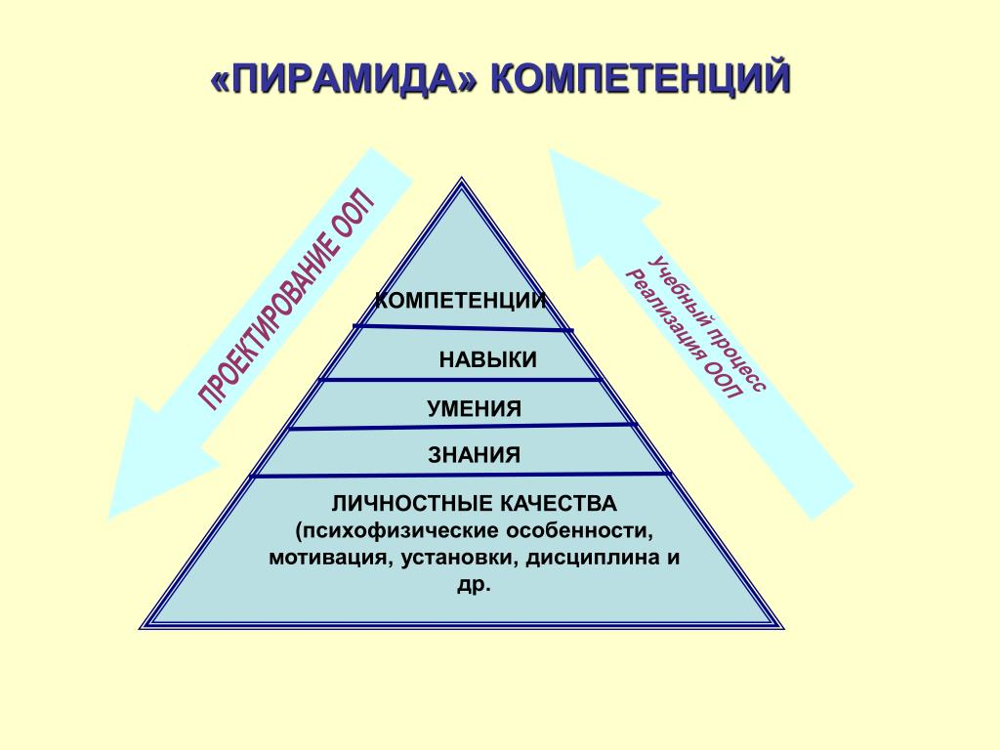 «ПИРАМИДА» КОМПЕТЕНЦИЙ
ПРОЕКТИРОВАНИЕ ООП
Учебный процесс
Реализация ООП
КОМПЕТЕНЦИИ
НАВЫКИ
УМЕНИЯ
ЗНАНИЯ
ЛИЧНОСТНЫЕ КАЧЕСТВА
(психофизические особенности,
мотивация, установки, дисциплина и
др.